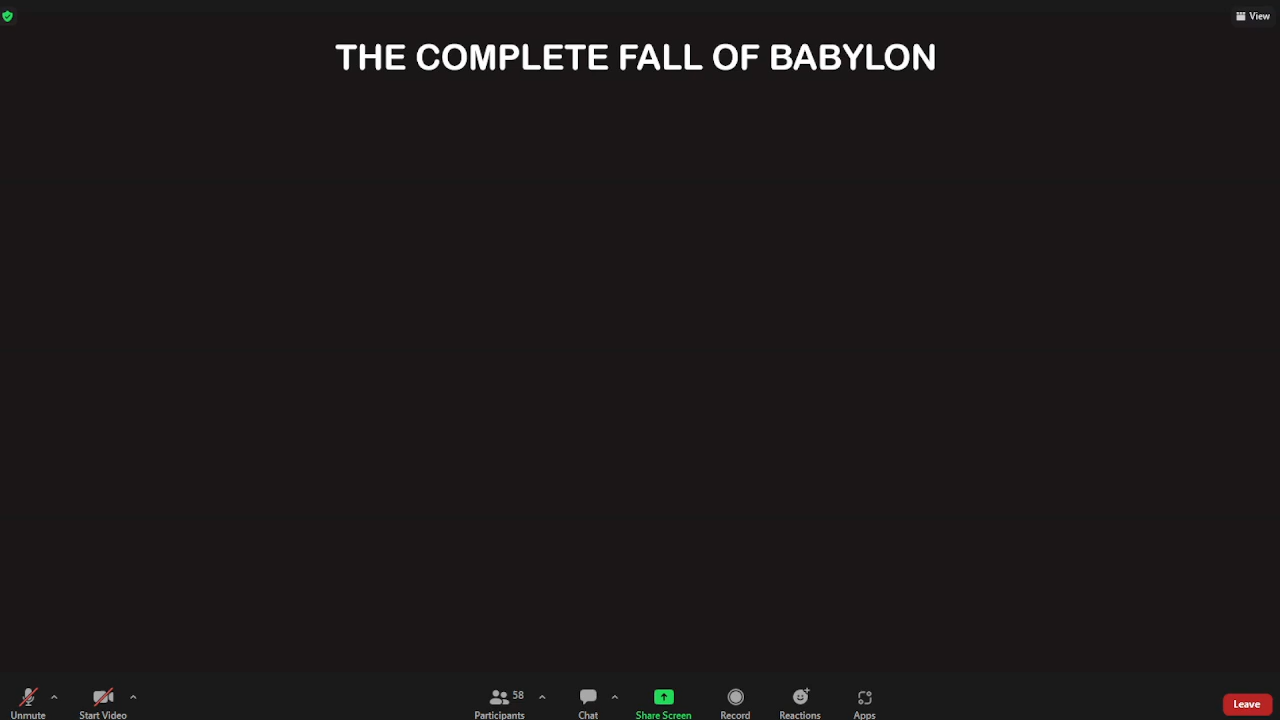 View
THE COMPLETE FALL OF BABYLON
58
Unmute
Start Video
Participants
Chat
Share Screen
Record
Reactions
Apps
Leave